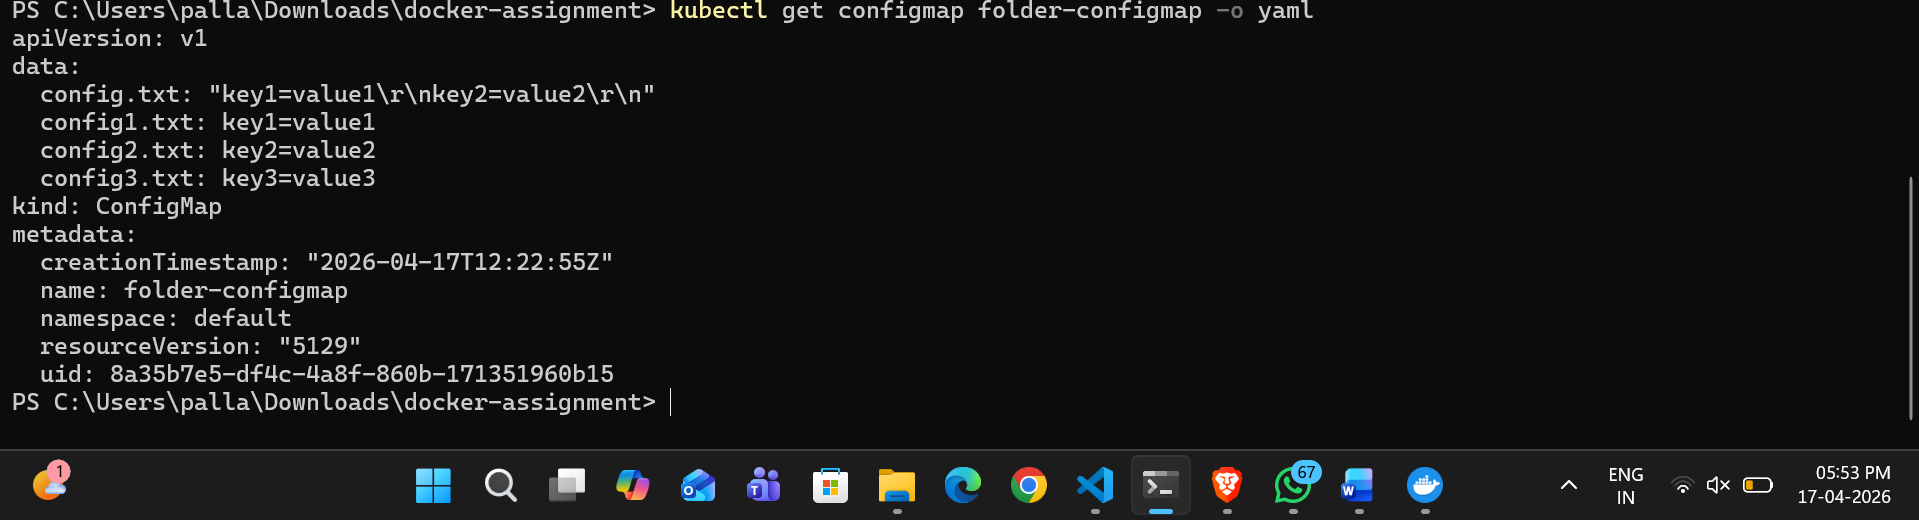 PS C:\Users\palla\Downloads\docker-assignment> kubectl get configmap folder-configmap -o yaml
apiVersion: v1
data:
  config.txt: "key1=value1\r\nkey2=value2\r\n"
  config1.txt: key1=value1
  config2.txt: key2=value2
  config3.txt: key3=value3
kind: ConfigMap
metadata:
  creationTimestamp: "2026-04-17T12:22:55Z"
  name: folder-configmap
  namespace: default
  resourceVersion: "5129"
  uid: 8a35b7e5-df4c-4a8f-860b-171351960b15
PS C:\Users\palla\Downloads\docker-assignment>
1
O
T
67
W
ENG
IN
05:53 PM
17-04-2026